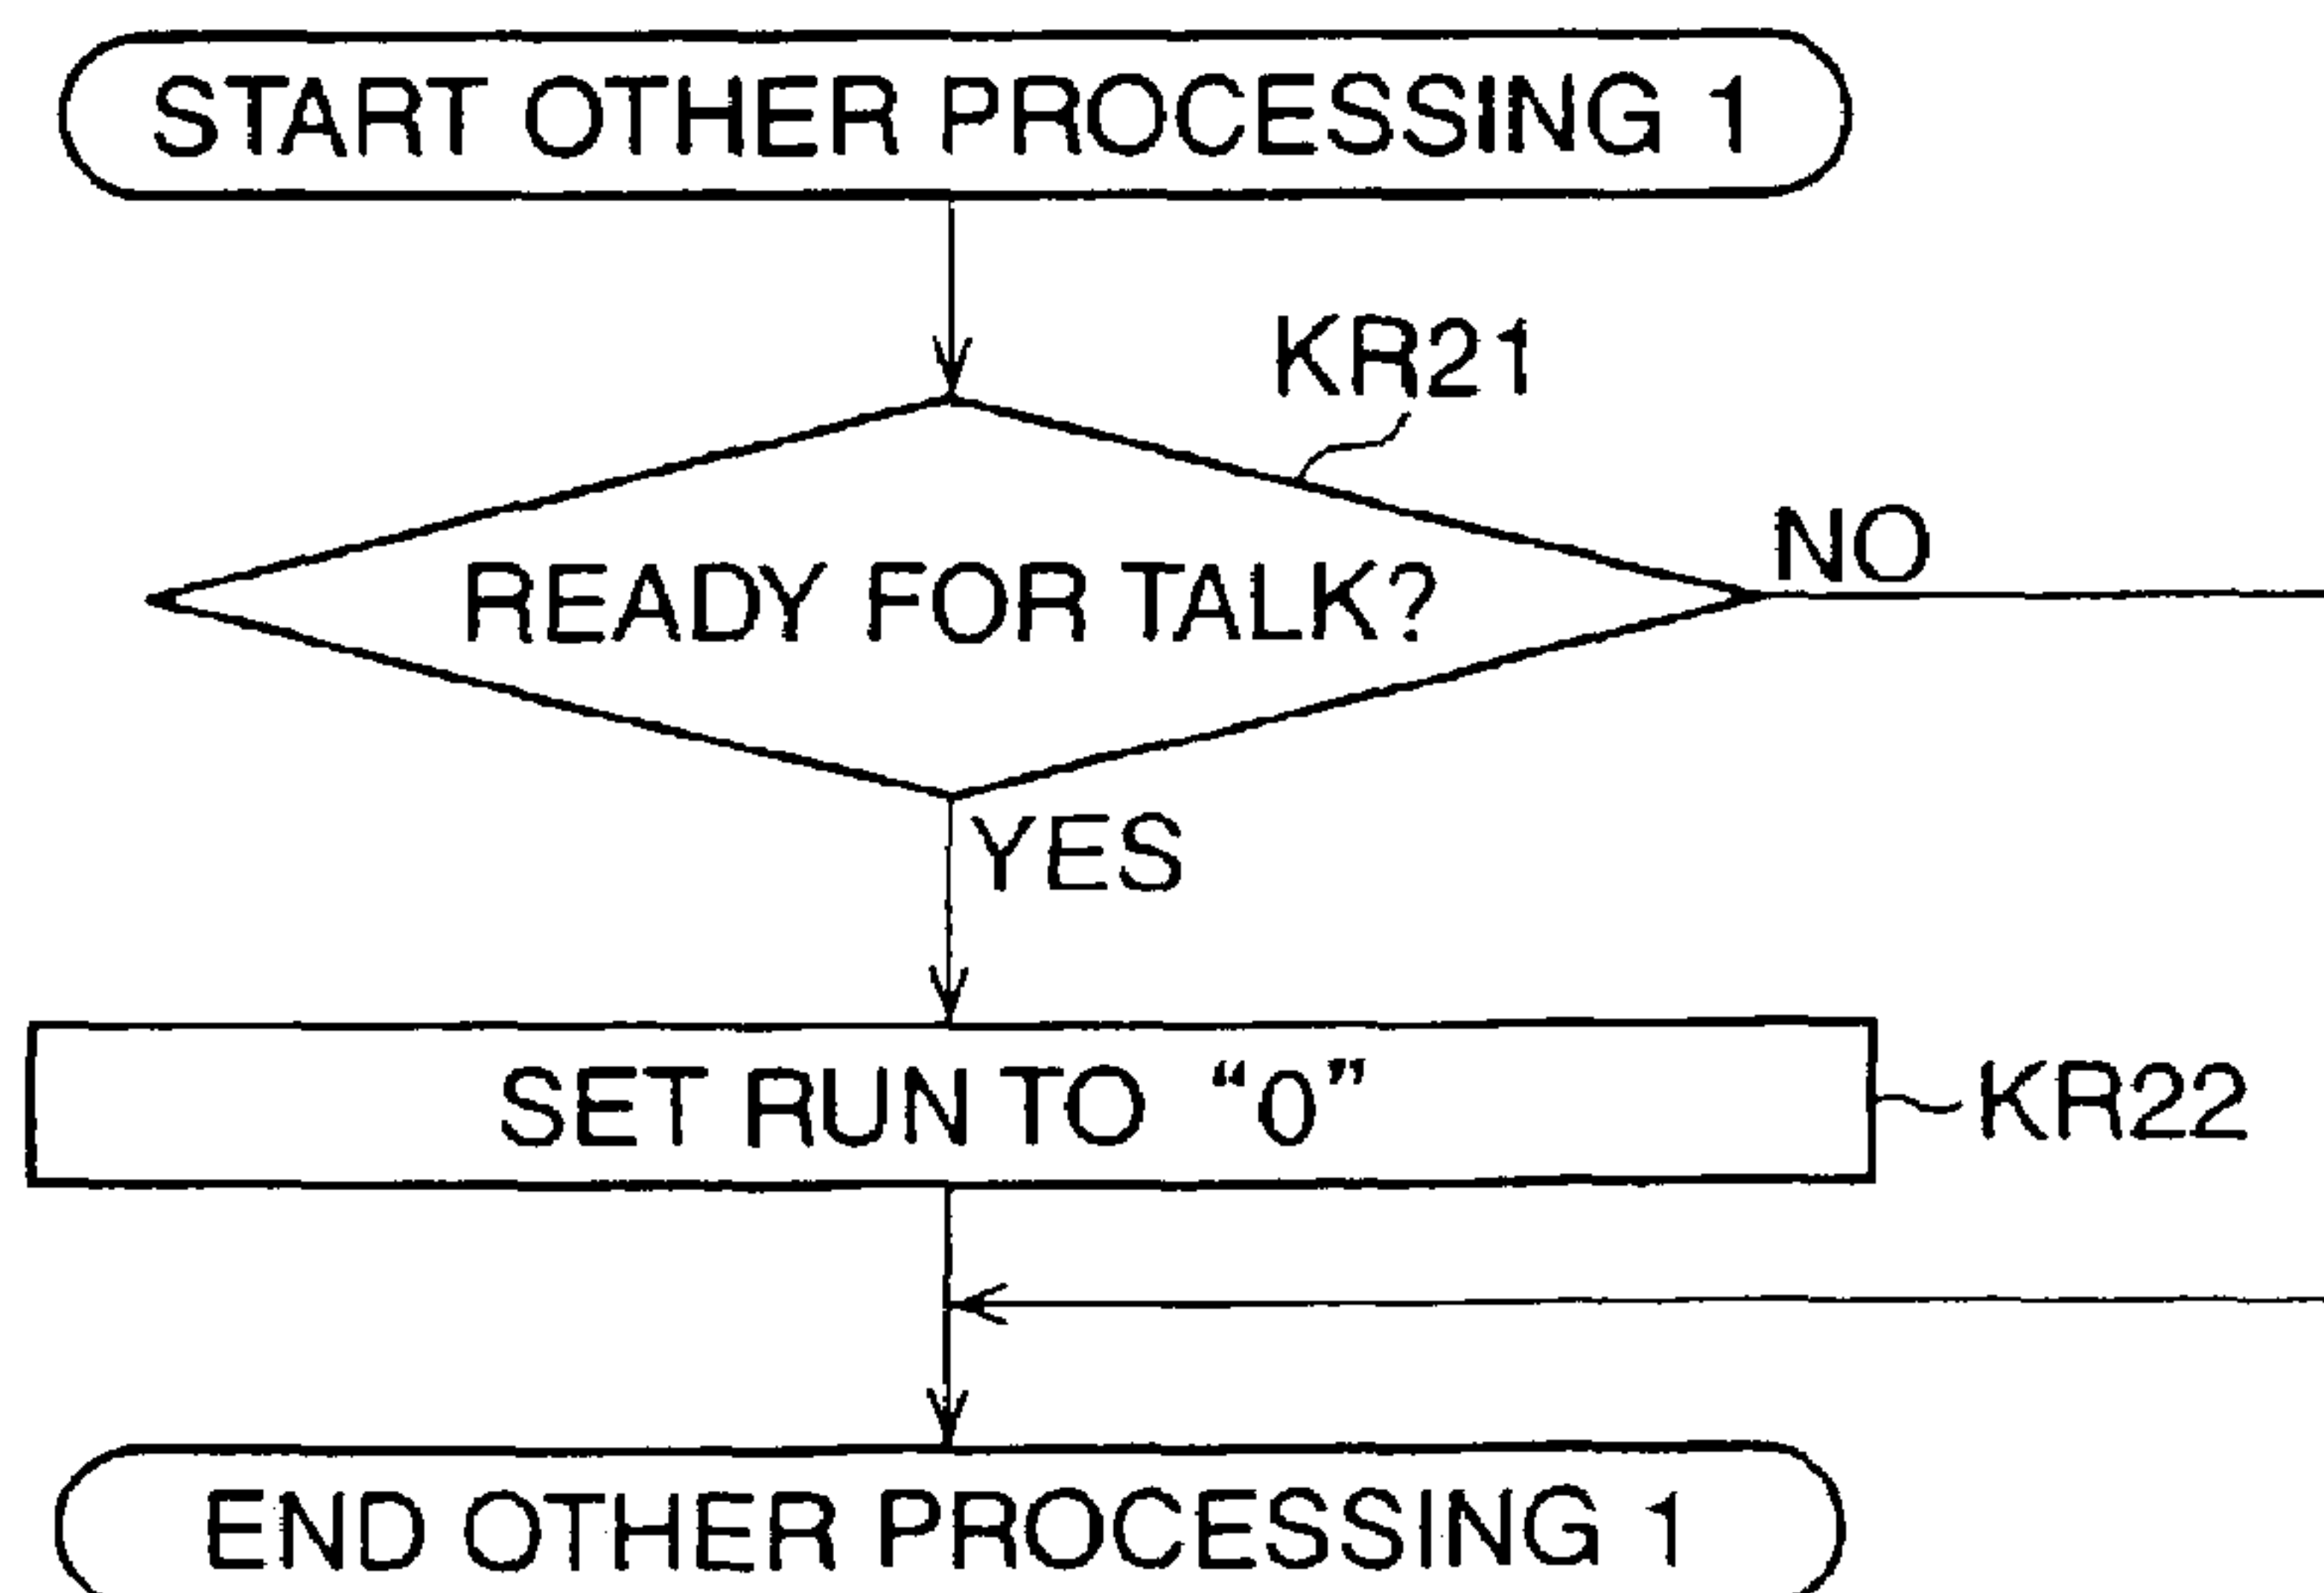 START OTHER PROCESSING 1
KR21
READY FOR TALK?
NO
YES
SET RUN TO “0”
KR22
END OTHER PROCESSING 1